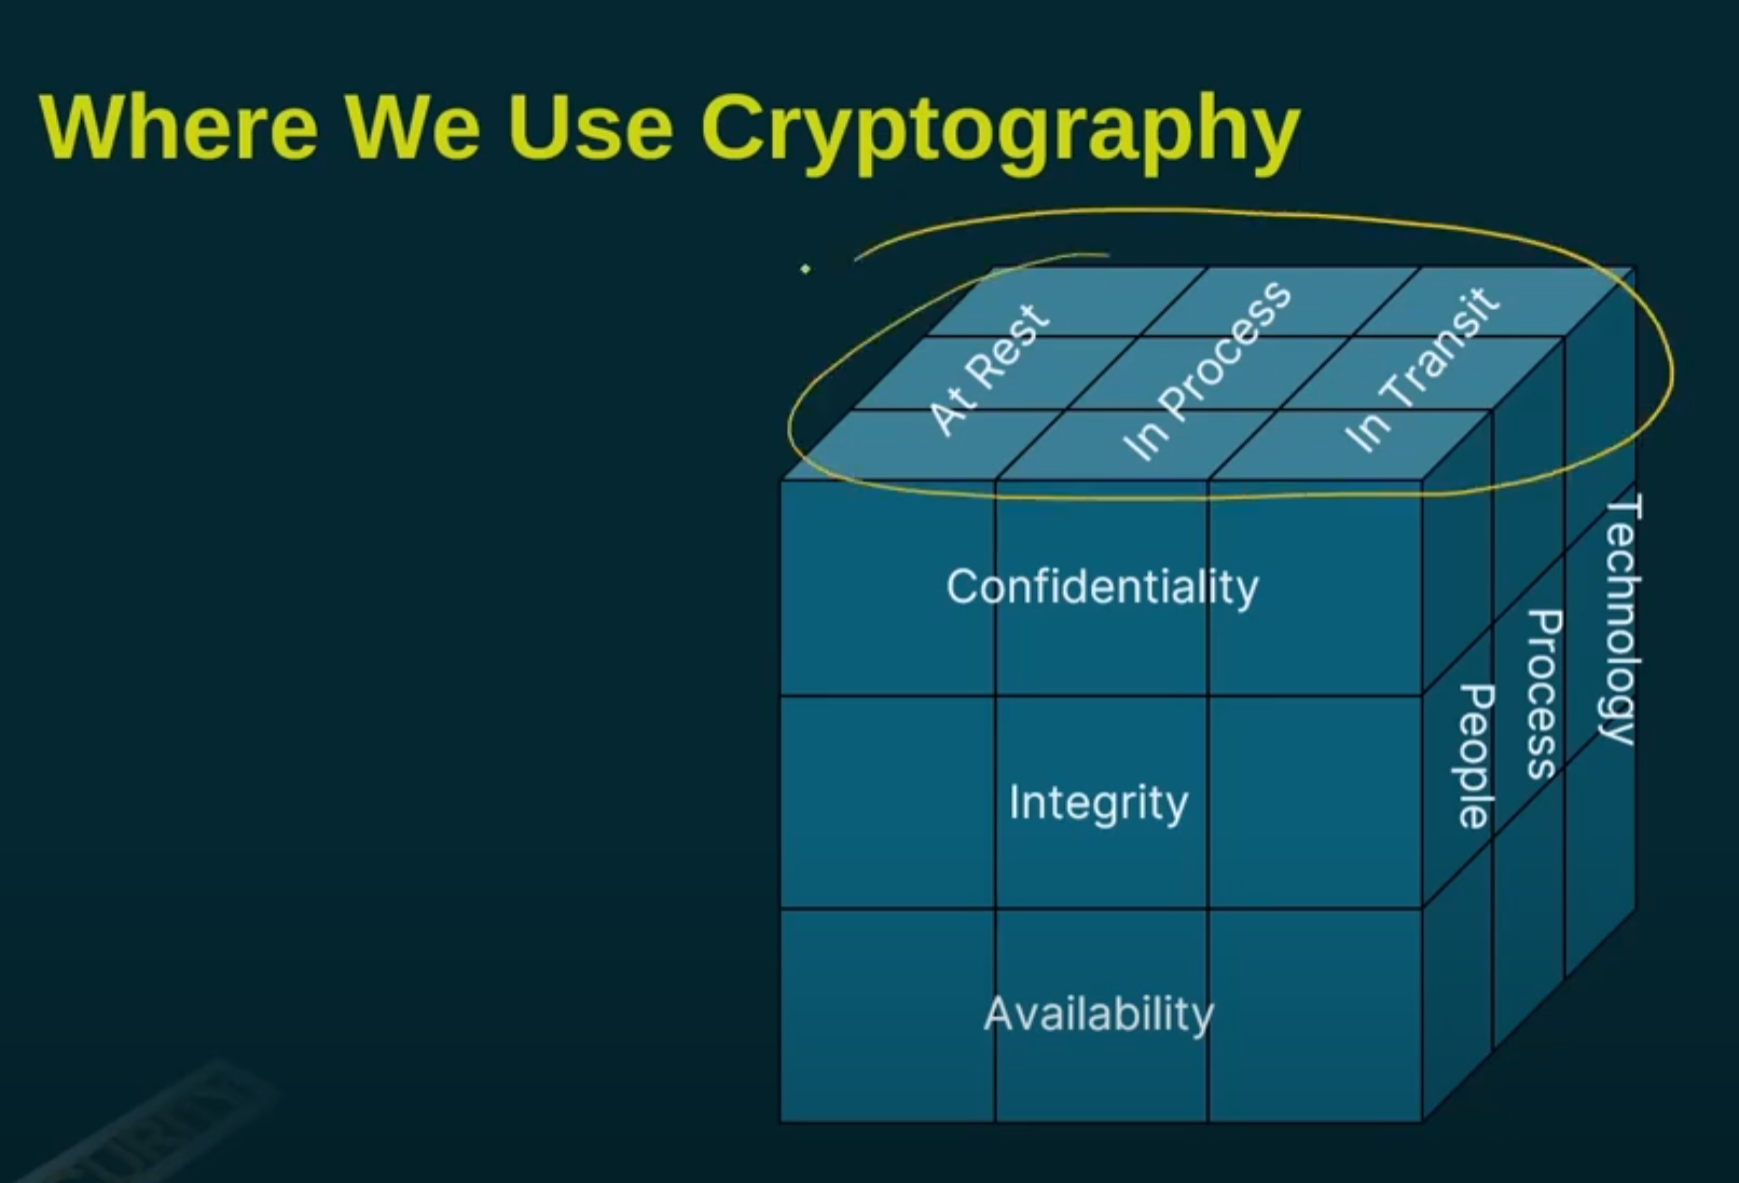 Where We Use Cryptography
At Rest
In Process
In Transit
Confidentiality
Integrity
Availability
People
Process
Technology